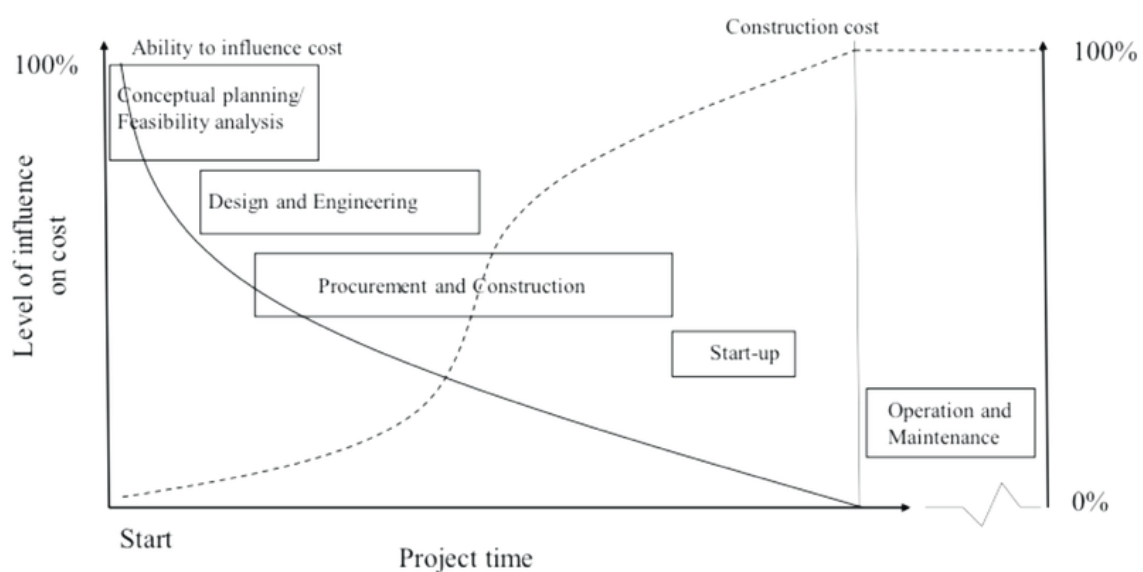 Construction cost
Ability to influence cost
100%
100%
Conceptual planning/
Feasibility analysis
Design and Engineering
Level of influence
on cost
Procurement and Construction
Start-up
Operation and
Maintenance
0%
Start
Project time